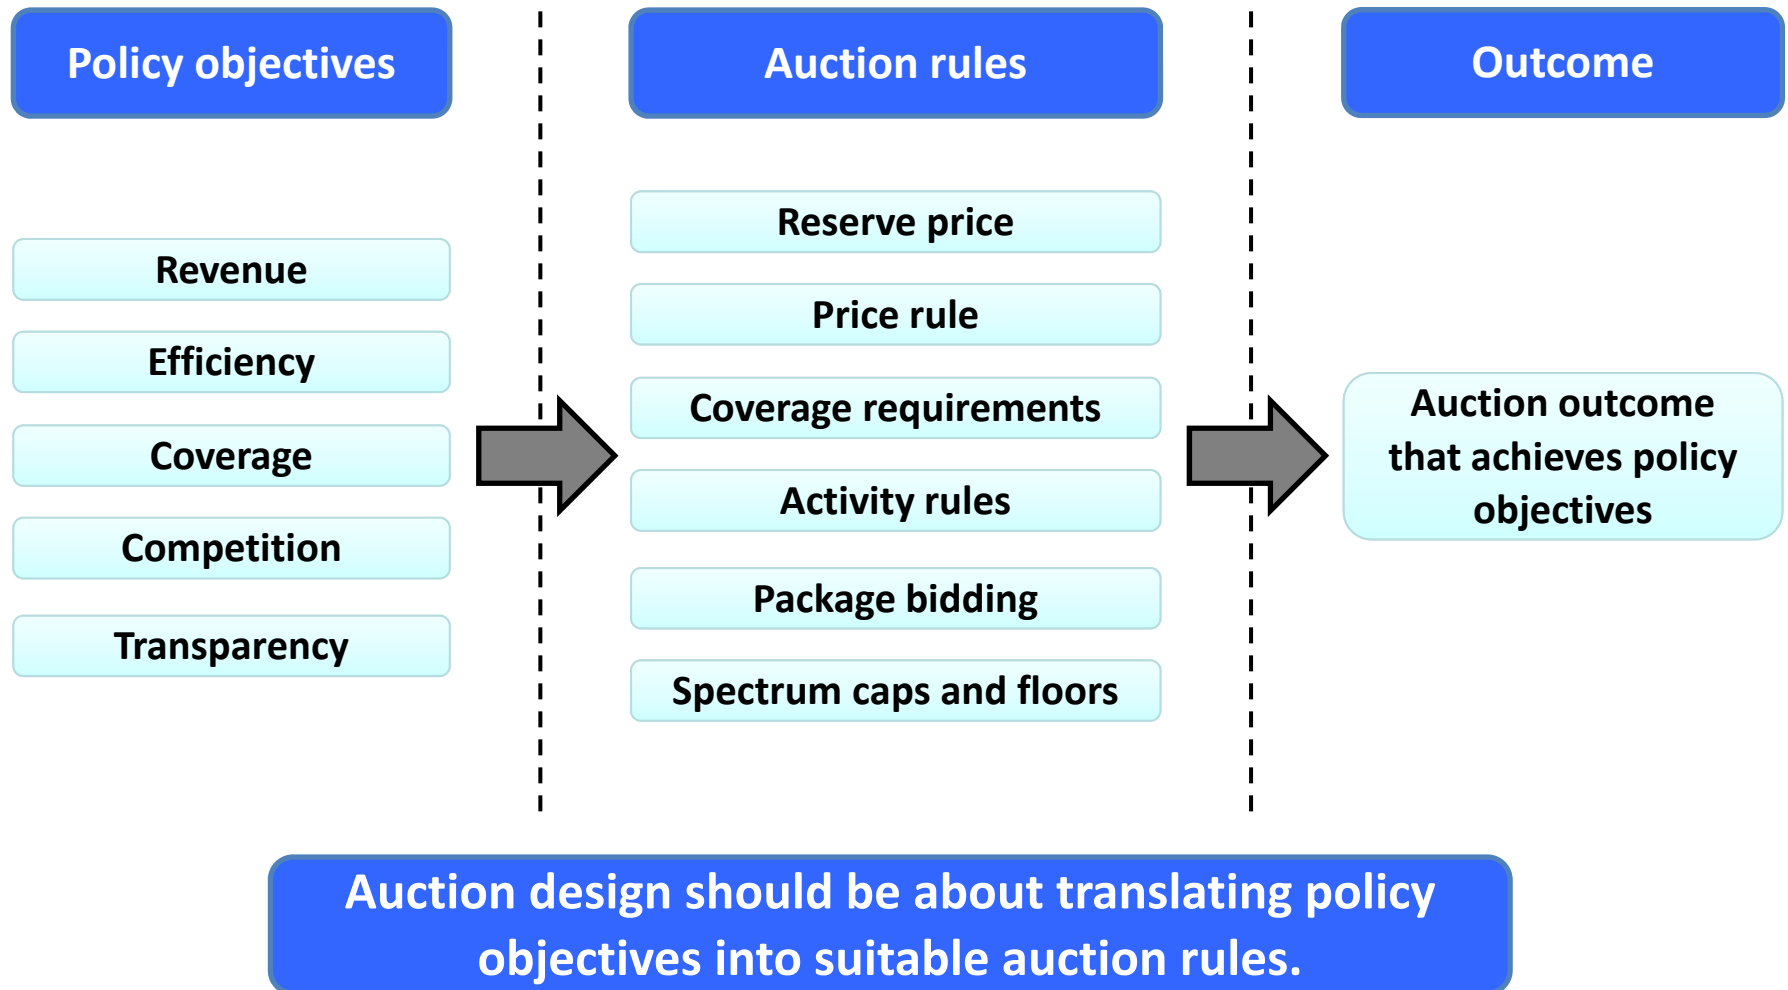 Policy objectives
Revenue
Efficiency
Coverage
Competition
Transparency
Auction rules
Reserve price
Price rule
Coverage requirements
Activity rules
Package bidding
Spectrum caps and floors
Outcome
Auction outcome
that achieves policy
objectives
Auction design should be about translating policy
objectives into suitable auction rules.